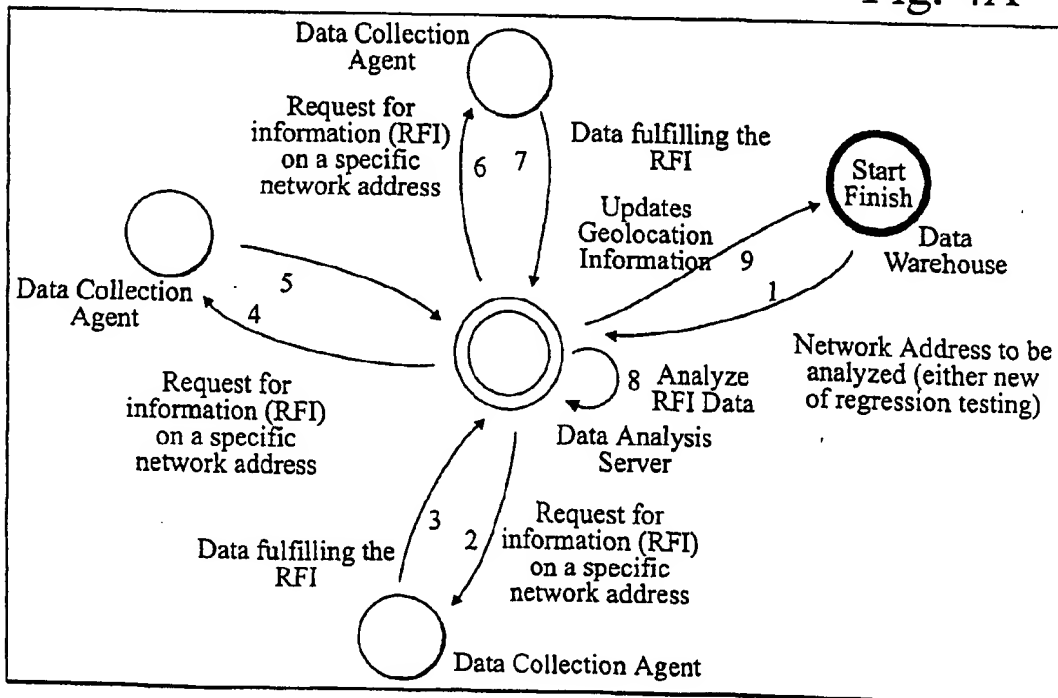 Fig. 4A
Data Collection
Agent
Request for
information (RFI)
on a specific
network address
6
7
Data fulfilling the
RFI
Start
Finish
Data
Warehouse
Updates
Geolocation
Information
9
1
Data Collection
Agent
5
4
Network Address to be
analyzed (either new
of regression testing)
8
Analyze
RFI Data
Data Analysis
Server
Request for
information (RFI)
on a specific
network address
3
2
Request for
information (RFI)
on a specific
network address
Data fulfilling the
RFI
Data Collection Agent